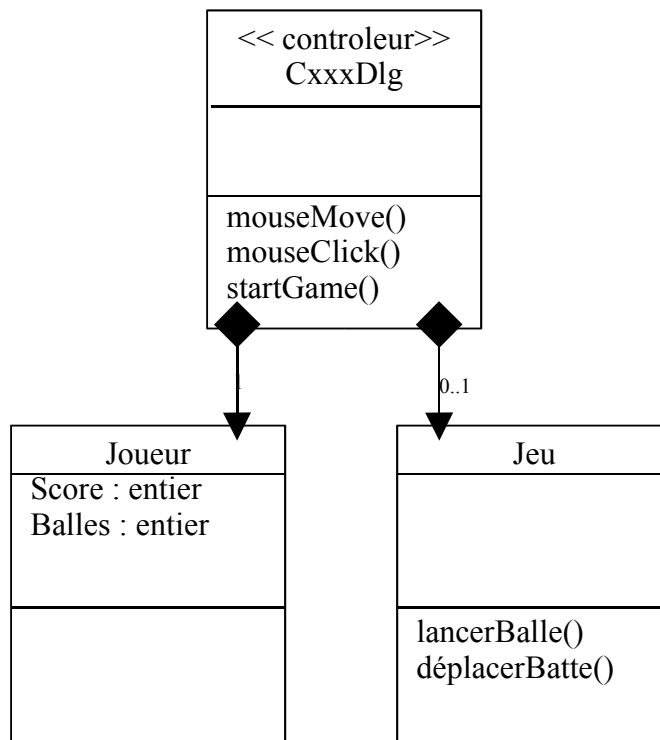 << controleur>>
CxxxDlg
mouseMove()
mouseClick()
startGame()
1
0..1
Joueur
Score : entier
Balles : entier
Jeu
lancerBalle()
déplacerBatte()